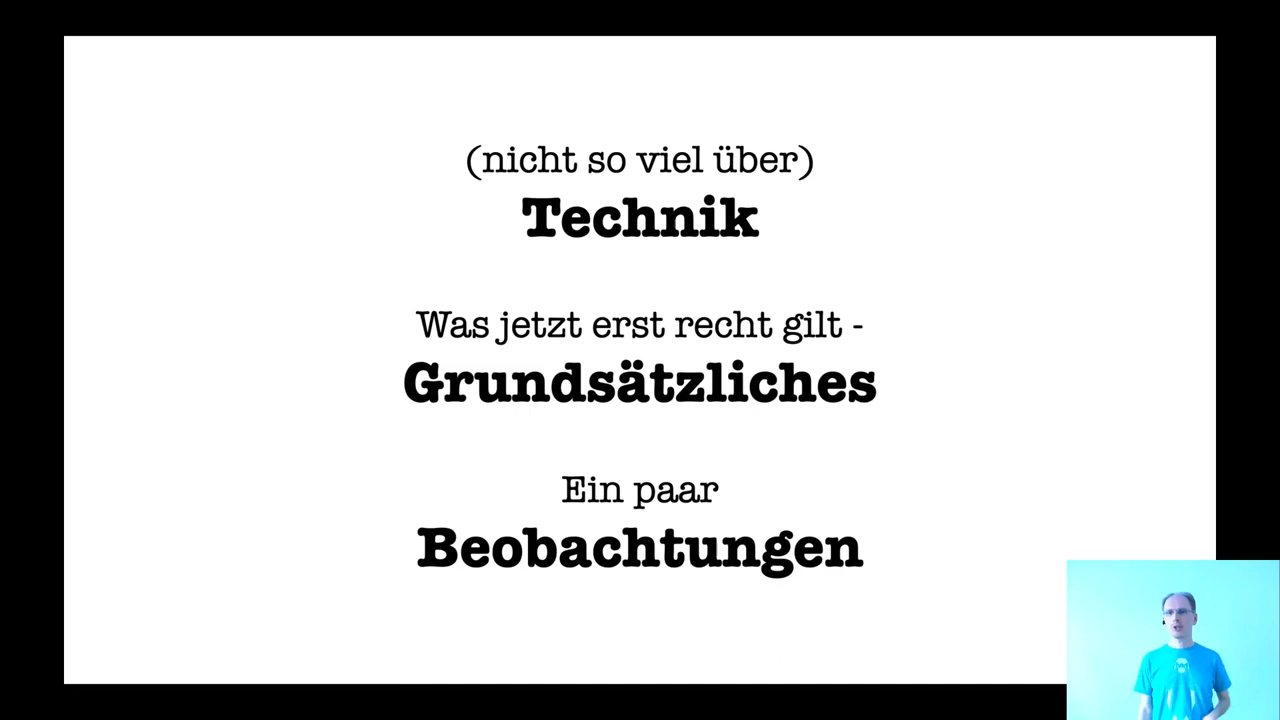 (nicht so viel über)
Technik
Was jetzt erst recht gilt -
Grundsätzliches
Ein paar
Beobachtungen